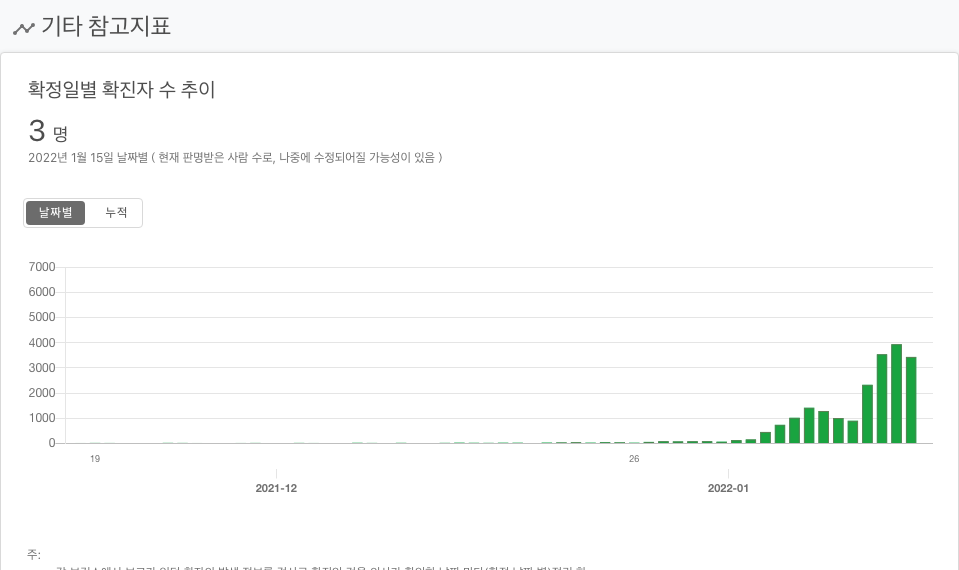 기타 참고지표
확정일별 확진자 수 추이
3 명
2022년 1월 15일 날짜별 ( 현재 판명받은 사람 수로, 나중에 수정되어질 가능성이 있음 )
날짜별 누적
7000
6000
5000
4000
3000
2000
1000
0
19 26
2021-12 2022-01
주: